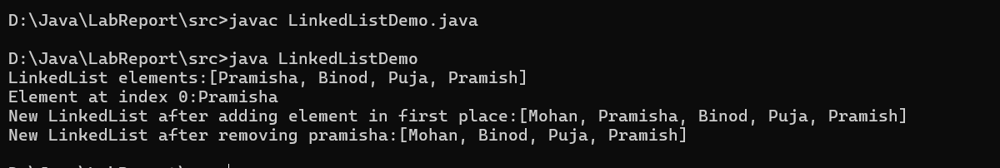 D:\Java\LabReport\src>javac LinkedListDemo.java
D:\Java\LabReport\src>java LinkedListDemo
LinkedList elements:[Pramisha, Binod, Puja, Pramish]
Element at index 0:Pramisha
New LinkedList after adding element in first place:[Mohan, Pramisha, Binod, Puja, Pramish]
New LinkedList after removing pramisha:[Mohan, Binod, Puja, Pramish]